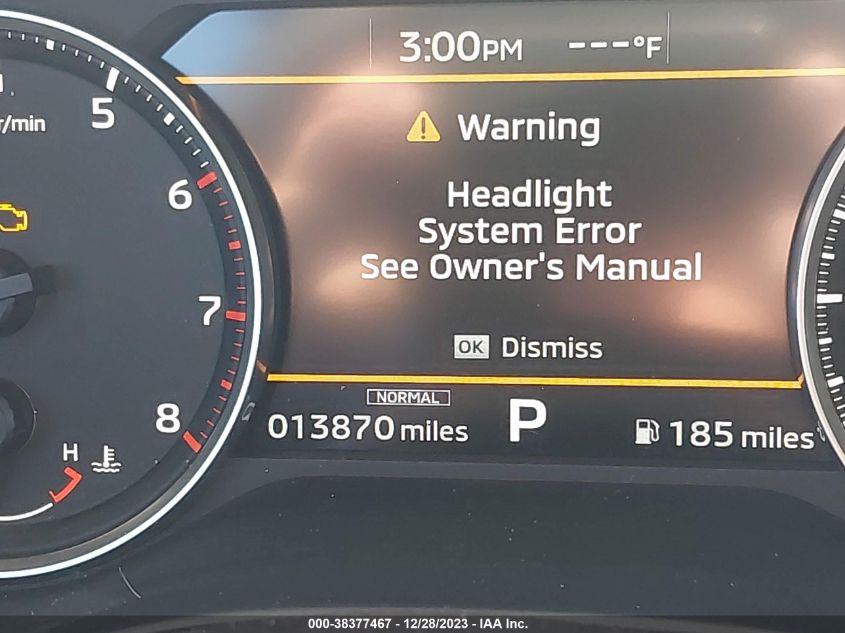 3:00PM ---°F
5
r/min
Warning
6
Headlight
System Error
See Owner's Manual
7
OK Dismiss
NORMAL
8
013870 miles P 185 miles
H
000-38377467 - 12/28/2023 - IAA Inc.